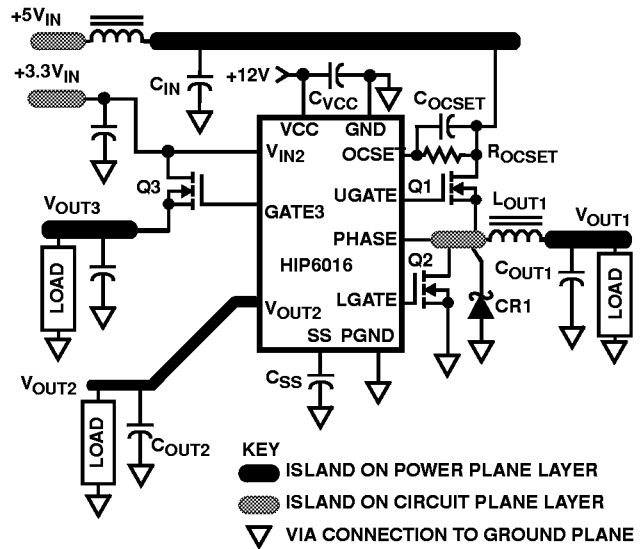 +5VIN
+3.3VIN
CIN
+12V
CVCC
COCSET
VCC
GND
VIN2
OCSET
ROCSET
Q3
UGATE
Q1
GATE3
LOUT1
VOUT3
VOUT1
PHASE
LOAD
HIP6016
Q2
COUT1
LOAD
LGATE
CR1
VOUT2
SS
PGND
VOUT2
CSS
LOAD
COUT2
KEY
ISLAND ON POWER PLANE LAYER
ISLAND ON CIRCUIT PLANE LAYER
VIA CONNECTION TO GROUND PLANE